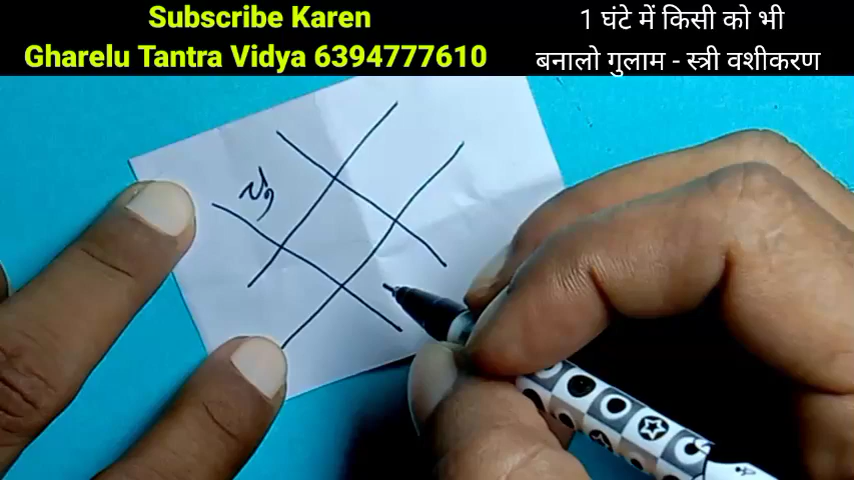 Subscribe Karen
Gharelu Tantra Vidya 6394777610
1 घंटे में किसी को भी
बनालो गुलाम - स्त्री वशीकरण